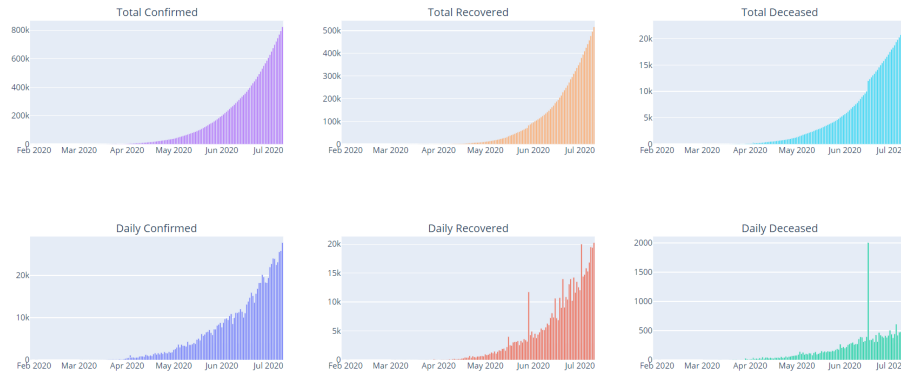 Total Confirmed
800k
600k
400k
200k
0
Feb 2020 Mar 2020 Apr 2020 May 2020 Jun 2020 Jul 2020
Total Recovered
500k
400k
300k
200k
100k
0
Feb 2020 Mar 2020 Apr 2020 May 2020 Jun 2020 Jul 2020
Total Deceased
20k
15k
10k
5k
0
Feb 2020 Mar 2020 Apr 2020 May 2020 Jun 2020 Jul 2020
Daily Confirmed
20k
10k
0
Feb 2020 Mar 2020 Apr 2020 May 2020 Jun 2020 Jul 2020
Daily Recovered
20k
15k
10k
5k
0
Feb 2020 Mar 2020 Apr 2020 May 2020 Jun 2020 Jul 2020
Daily Deceased
2000
1500
1000
500
0
Feb 2020 Mar 2020 Apr 2020 May 2020 Jun 2020 Jul 2020